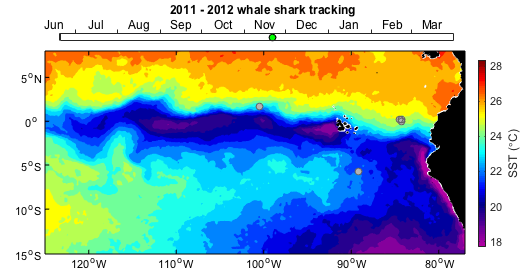 2011 - 2012 whale shark tracking
Jun Jul Aug Sep Oct Nov Dec Jan Feb Mar
5°N
0°
5°S
10°S
15°S
120°W 110°W 100°W 90°W 80°W
28
26
24
22
20
18
SST (°C)